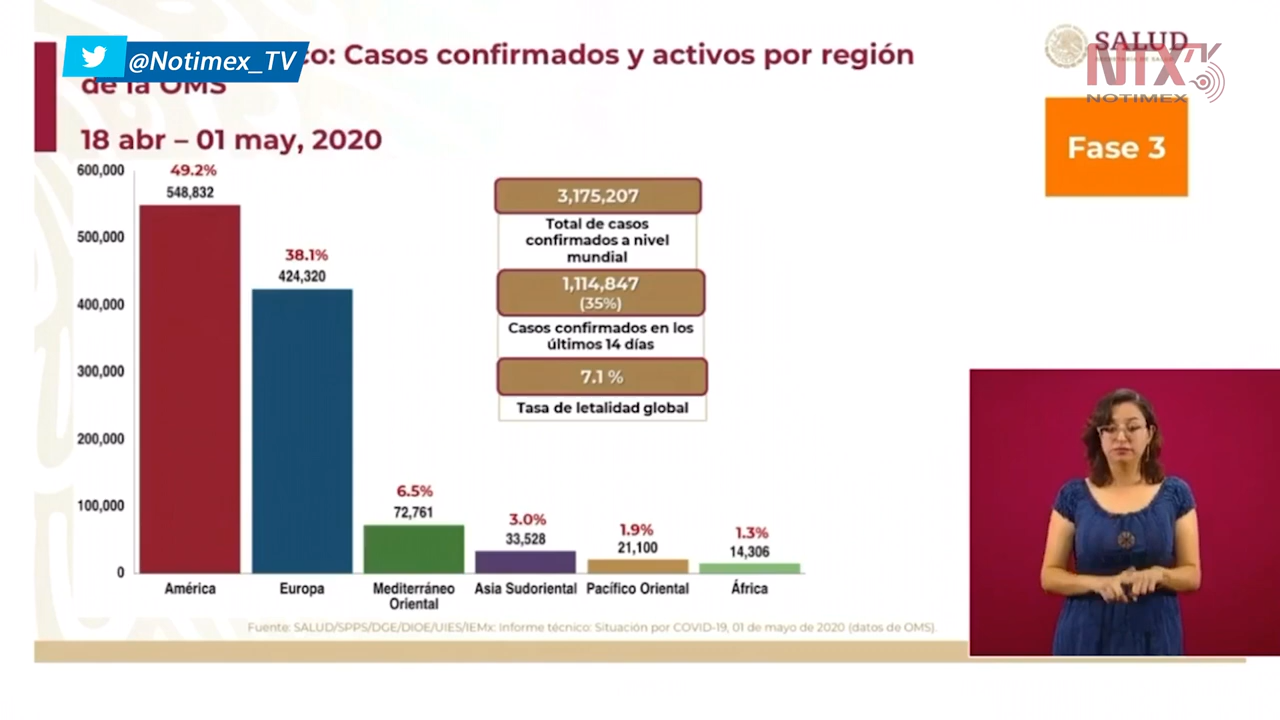 @Notimex_TV
co: Casos confirmados y activos por región
de la OMS
18 abr – 01 may, 2020
SALUD
SECRETARÍA DE SALUD
NTX
NOTIMEX
Fase 3
600,000
500,000
400,000
300,000
200,000
100,000
0
49.2%
548,832
38.1%
424,320
6.5%
72,761
3.0%
33,528
1.9%
21,100
1.3%
14,306
América
Europa
Mediterráneo
Oriental
Asia Sudoriental
Pacífico Oriental
África
3,175,207
Total de casos
confirmados a nivel
mundial
1,114,847
(35%)
Casos confirmados en los
últimos 14 días
7.1 %
Tasa de letalidad global
Fuente: SALUD/SPPS/DGE/DIOE/UIES/IEMx: Informe técnico: Situación por COVID-19, 01 de mayo de 2020 (datos de OMS).